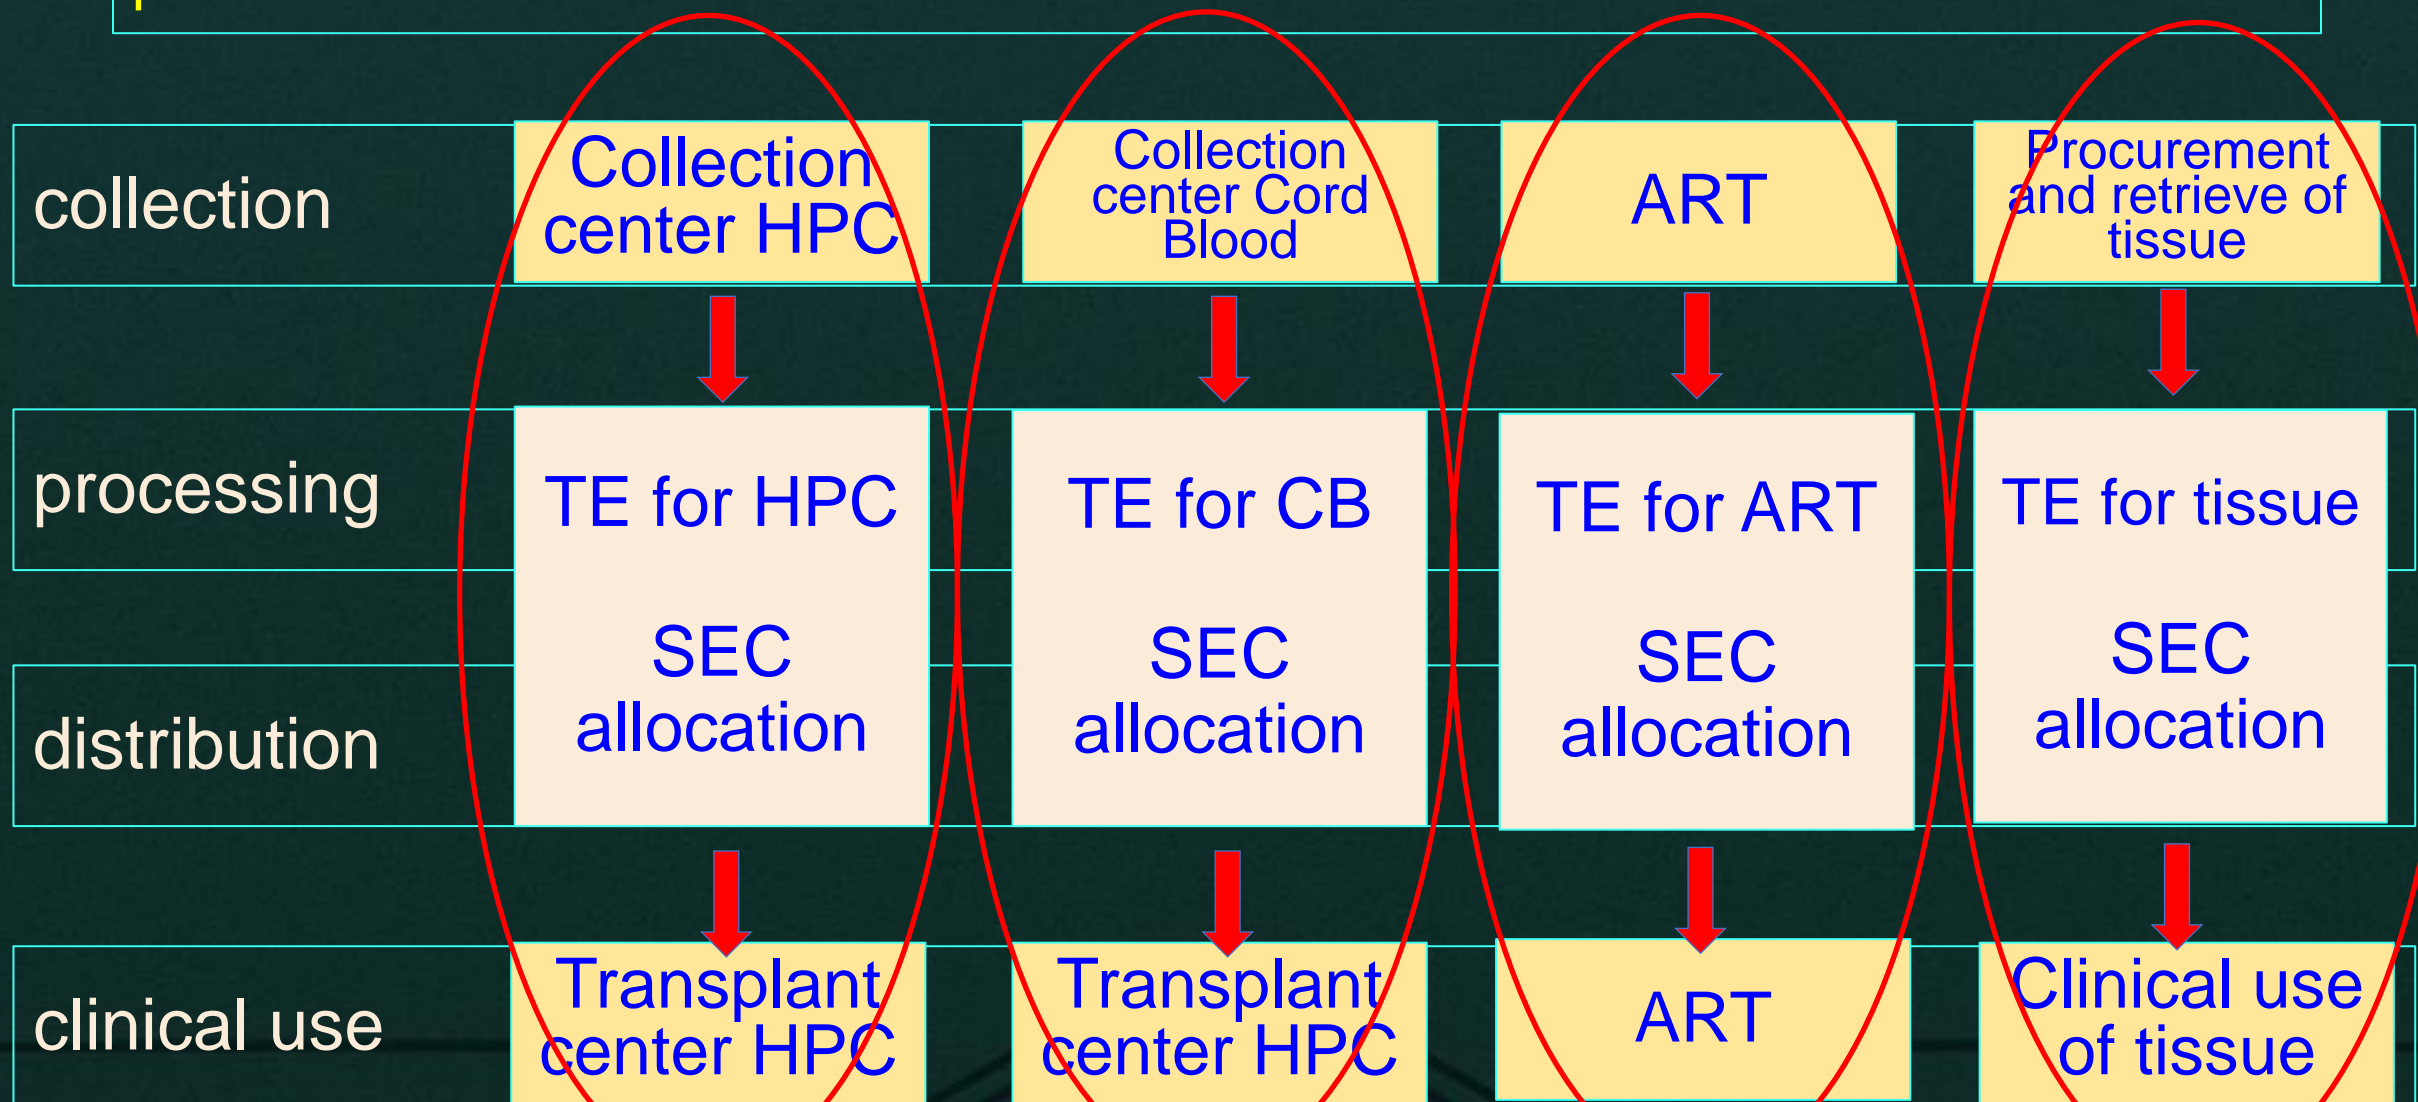 collection
Collection
center HPC
Collection
center Cord
Blood
ART
Procurement
and retrieve of
tissue
processing
TE for HPC
TE for CB
TE for ART
TE for tissue
distribution
SEC
allocation
SEC
allocation
SEC
allocation
SEC
allocation
clinical use
Transplant
center HPC
Transplant
center HPC
ART
Clinical use
of tissue